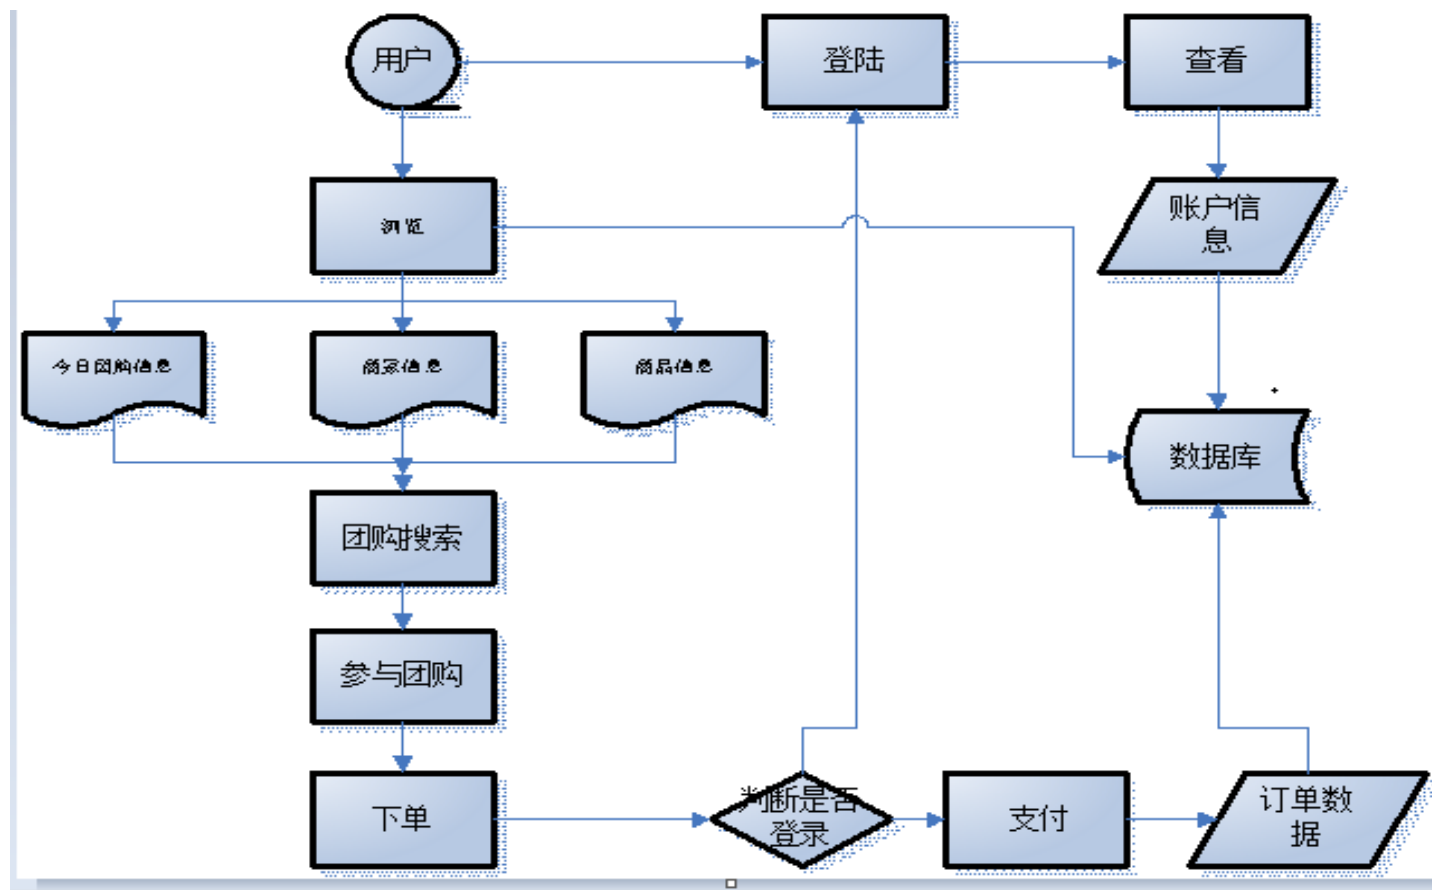 用户
登陆
查看
浏览
账户信
息
今日团购信息
商家信息
商品信息
数据库
团购搜索
参与团购
下单
判断是否
登录
支付
订单数
据